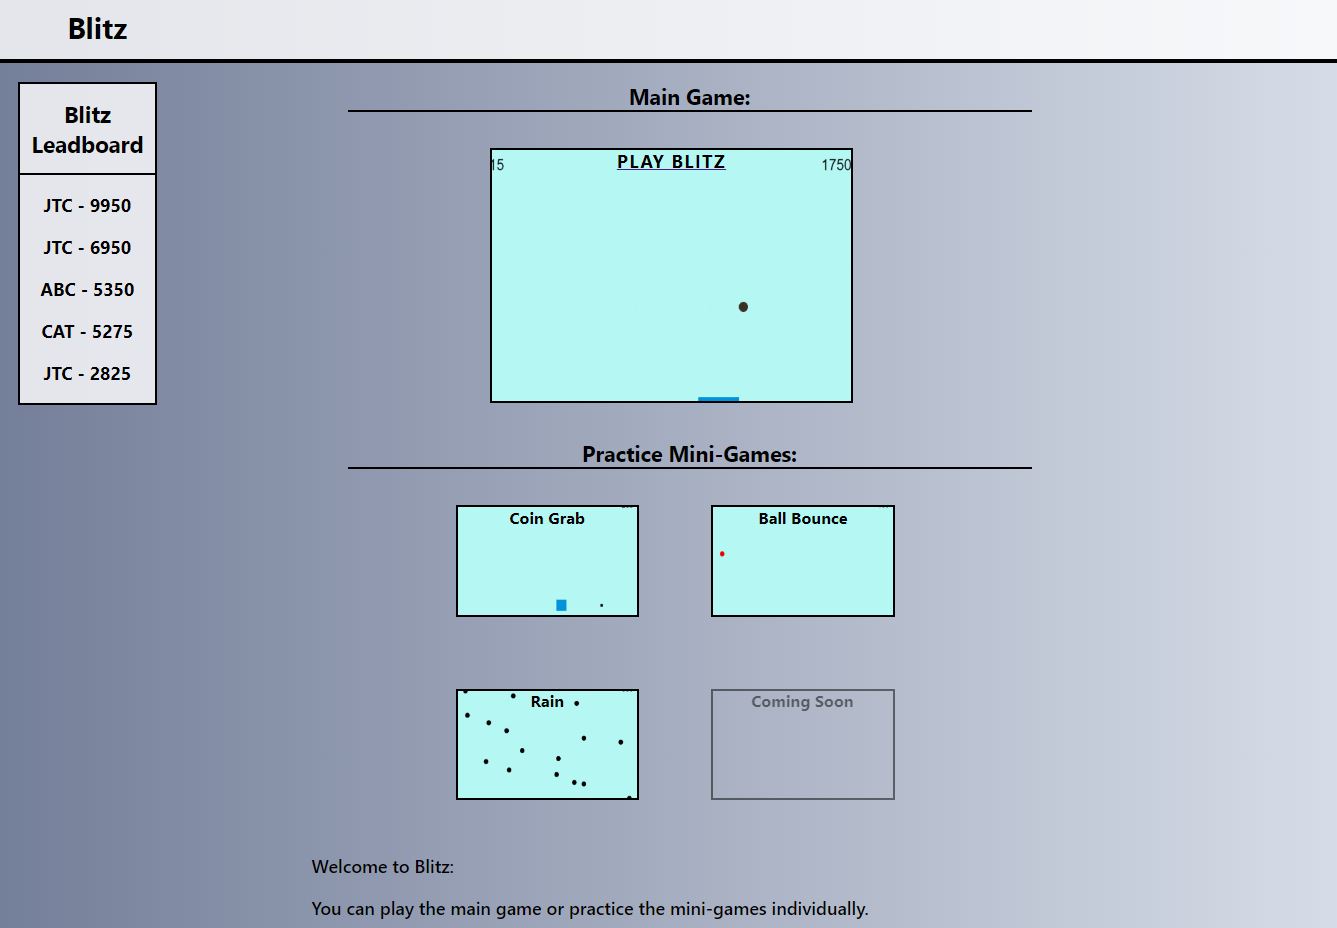 Blitz
Blitz
Leadboard
JTC - 9950
JTC - 6950
ABC - 5350
CAT - 5275
JTC - 2825
Main Game:
15 PLAY BLITZ 1750
Practice Mini-Games:
Coin Grab Ball Bounce
Rain Coming Soon
Welcome to Blitz:
You can play the main game or practice the mini-games individually.